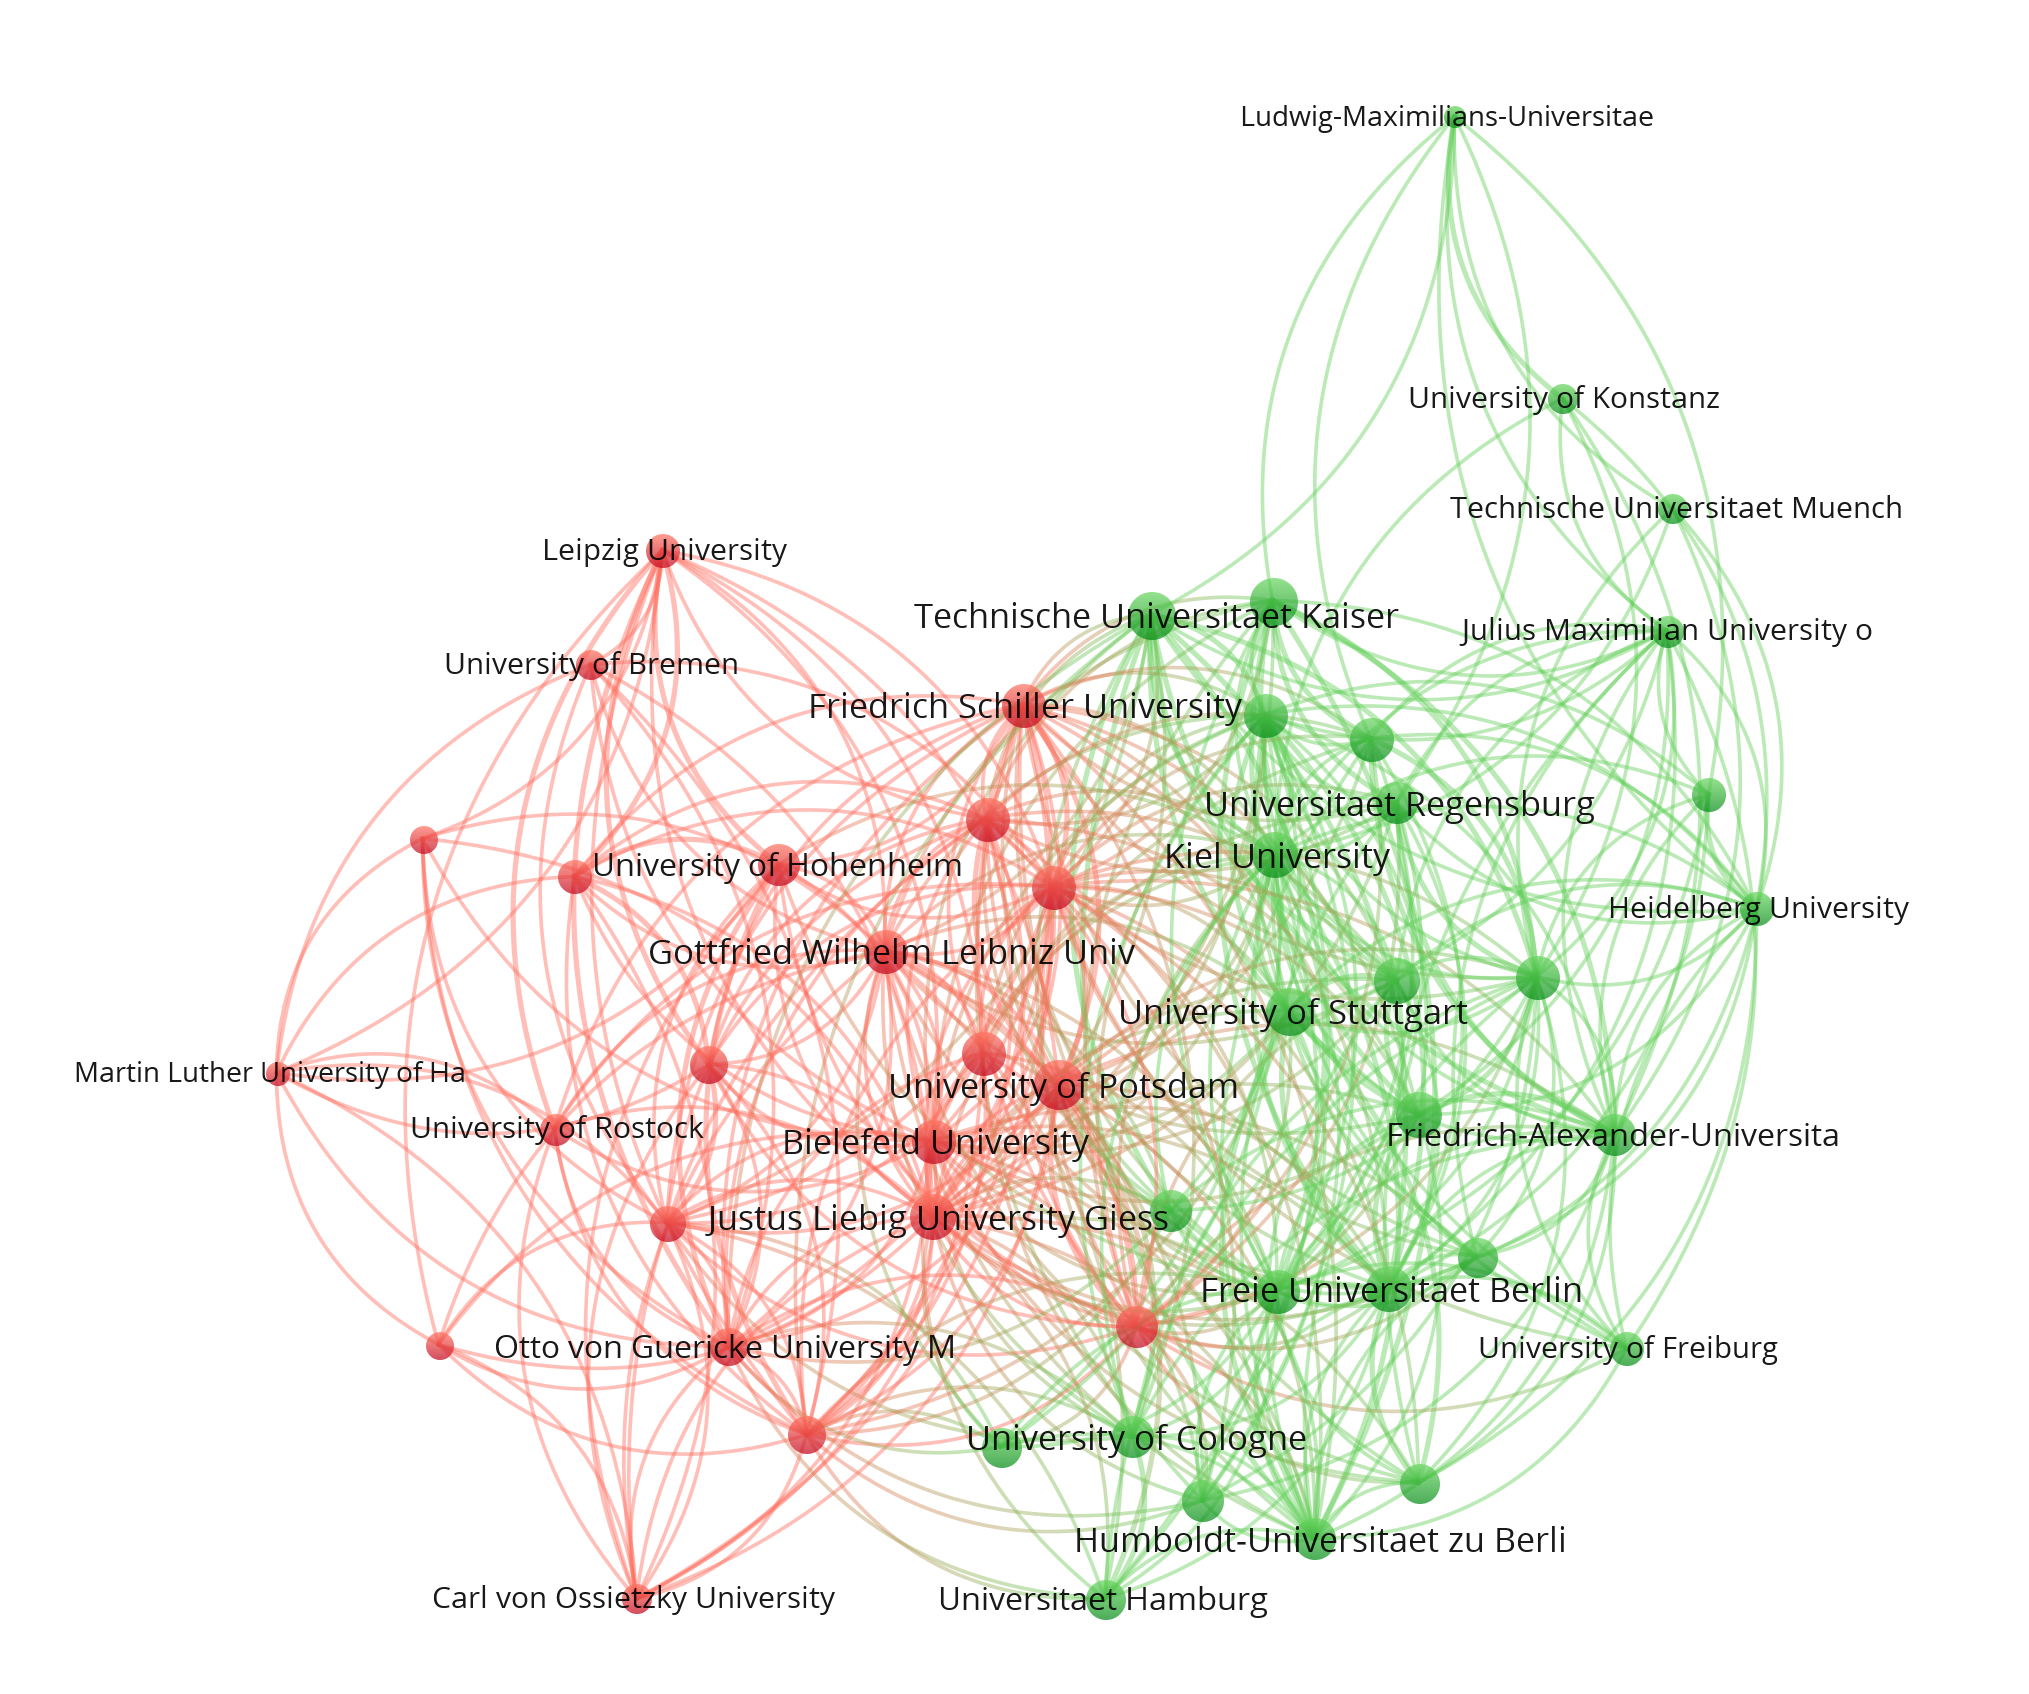 Ludwig-Maximilians-Universitae
University of Konstanz
Technische Universitaet Muench
Leipzig University
Technische Universitaet Kaiser
Julius Maximilian University o
University of Bremen
Friedrich Schiller University
Universitaet Regensburg
Kiel University
University of Hohenheim
Heidelberg University
Gottfried Wilhelm Leibniz Univ
University of Stuttgart
Martin Luther University of Ha
University of Potsdam
University of Rostock
Friedrich-Alexander-Universita
Bielefeld University
Justus Liebig University Giess
Freie Universitaet Berlin
Otto von Guericke University M
University of Freiburg
University of Cologne
Humboldt-Universitaet zu Berli
Carl von Ossietzky University
Universitaet Hamburg